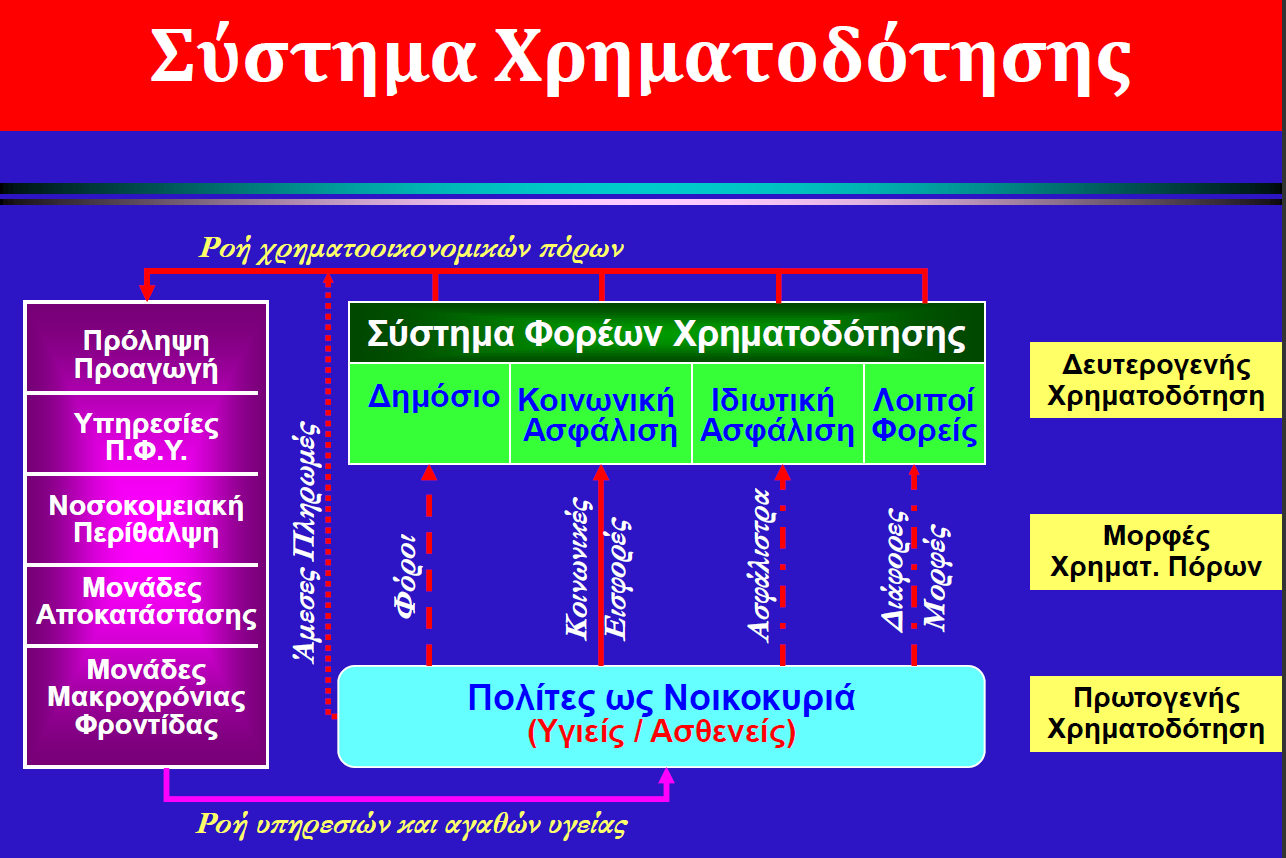 Σύστημα Χρηματοδότησης
Ροή χρηματοοικονομικών πόρων
Πρόληψη
Προαγωγή
Υπηρεσίες
Π.Φ.Υ.
Νοσοκομειακή
Περίθαλψη
Μονάδες
Αποκατάστασης
Μονάδες
Μακροχρόνιας
Φροντίδας
Άμεσες Πληρωμές
Σύστημα Φορέων Χρηματοδότησης
Δημόσιο
Κοινωνική
Ασφάλιση
Ιδιωτική
Ασφάλιση
Λοιποί
Φορείς
Φόροι
Κοινωνικές
Εισφορές
Ασφάλιστρα
Διάφορες
Μορφές
Πολίτες ως Νοικοκυριά
(Υγιείς / Ασθενείς)
Δευτερογενής
Χρηματοδότηση
Μορφές
Χρηματ. Πόρων
Πρωτογενής
Χρηματοδότηση
Ροή υπηρεσιών και αγαθών υγείας